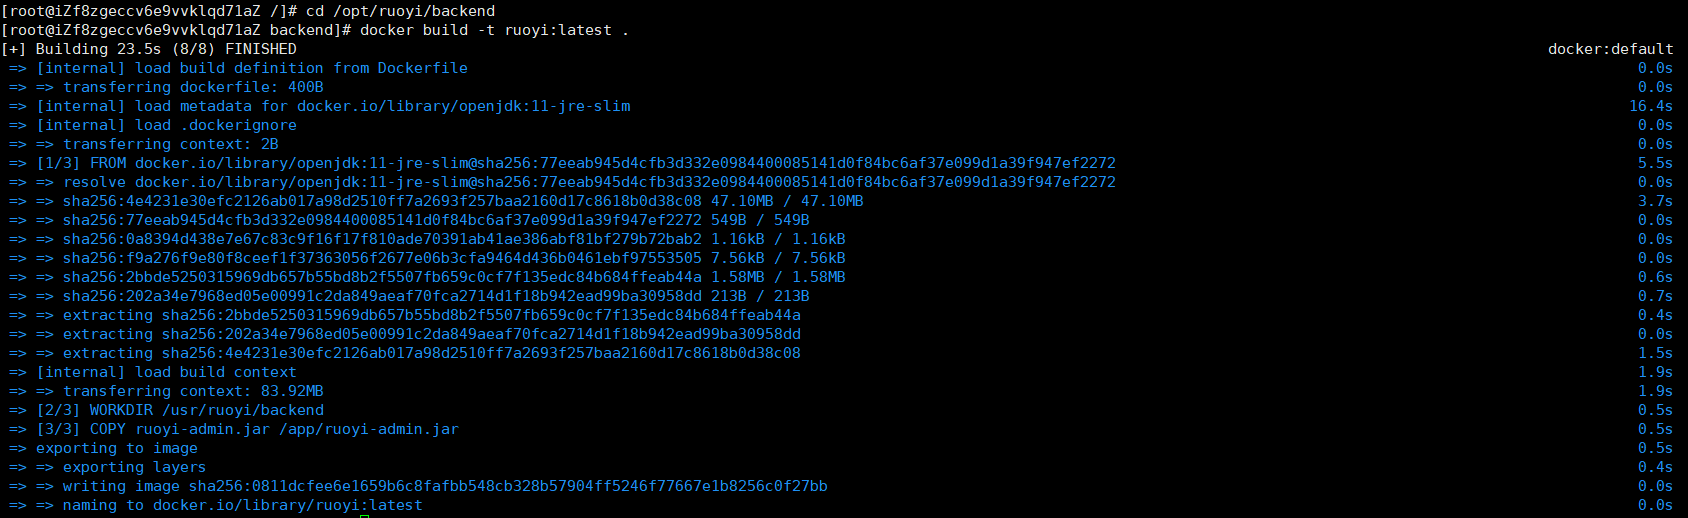 [root@iZf8zgeccv6e9vvklqd71aZ /]# cd /opt/ruoyi/backend
[root@iZf8zgeccv6e9vvklqd71aZ backend]# docker build -t ruoyi:latest .
[+] Building 23.5s (8/8) FINISHED docker:default
=> [internal] load build definition from Dockerfile 0.0s
=> => transferring dockerfile: 400B 0.0s
=> [internal] load metadata for docker.io/library/openjdk:11-jre-slim 16.4s
=> [internal] load .dockerignore 0.0s
=> => transferring context: 2B 0.0s
=> [1/3] FROM docker.io/library/openjdk:11-jre-slim@sha256:77eeab945d4cfb3d332e0984400085141d0f84bc6af37e099d1a39f947ef2272 5.5s
=> => resolve docker.io/library/openjdk:11-jre-slim@sha256:77eeab945d4cfb3d332e0984400085141d0f84bc6af37e099d1a39f947ef2272 0.0s
=> => sha256:4e4231e30efc2126ab017a98d2510ff7a2693f257baa2160d17c8618b0d38c08 47.10MB / 47.10MB 3.7s
=> => sha256:77eeab945d4cfb3d332e0984400085141d0f84bc6af37e099d1a39f947ef2272 549B / 549B 0.0s
=> => sha256:0a8394d438e7e67c83c9f16f17f810ade70391ab41ae386abf81bf279b72bab2 1.16kB / 1.16kB 0.0s
=> => sha256:f9a276f9e80f8ceef1f37363056f2677e06b3cfa9464d436b0461ebf97553505 7.56kB / 7.56kB 0.0s
=> => sha256:2bbde5250315969db657b55bd8b2f5507fb659c0cf7f135edc84b684ffeab44a 1.58MB / 1.58MB 0.6s
=> => sha256:202a34e7968ed05e00991c2da849aeaf70fca2714d1f18b942ead99ba30958dd 213B / 213B 0.7s
=> => extracting sha256:2bbde5250315969db657b55bd8b2f5507fb659c0cf7f135edc84b684ffeab44a 0.4s
=> => extracting sha256:202a34e7968ed05e00991c2da849aeaf70fca2714d1f18b942ead99ba30958dd 0.0s
=> => extracting sha256:4e4231e30efc2126ab017a98d2510ff7a2693f257baa2160d17c8618b0d38c08 1.5s
=> [internal] load build context 1.9s
=> => transferring context: 83.92MB 1.9s
=> [2/3] WORKDIR /usr/ruoyi/backend 0.5s
=> [3/3] COPY ruoyi-admin.jar /app/ruoyi-admin.jar 0.5s
=> exporting to image 0.5s
=> => exporting layers 0.4s
=> => writing image sha256:0811dcfee6e1659b6c8fafbb548cb328b57904ff5246f77667e1b8256c0f27bb 0.0s
=> => naming to docker.io/library/ruoyi:latest 0.0s